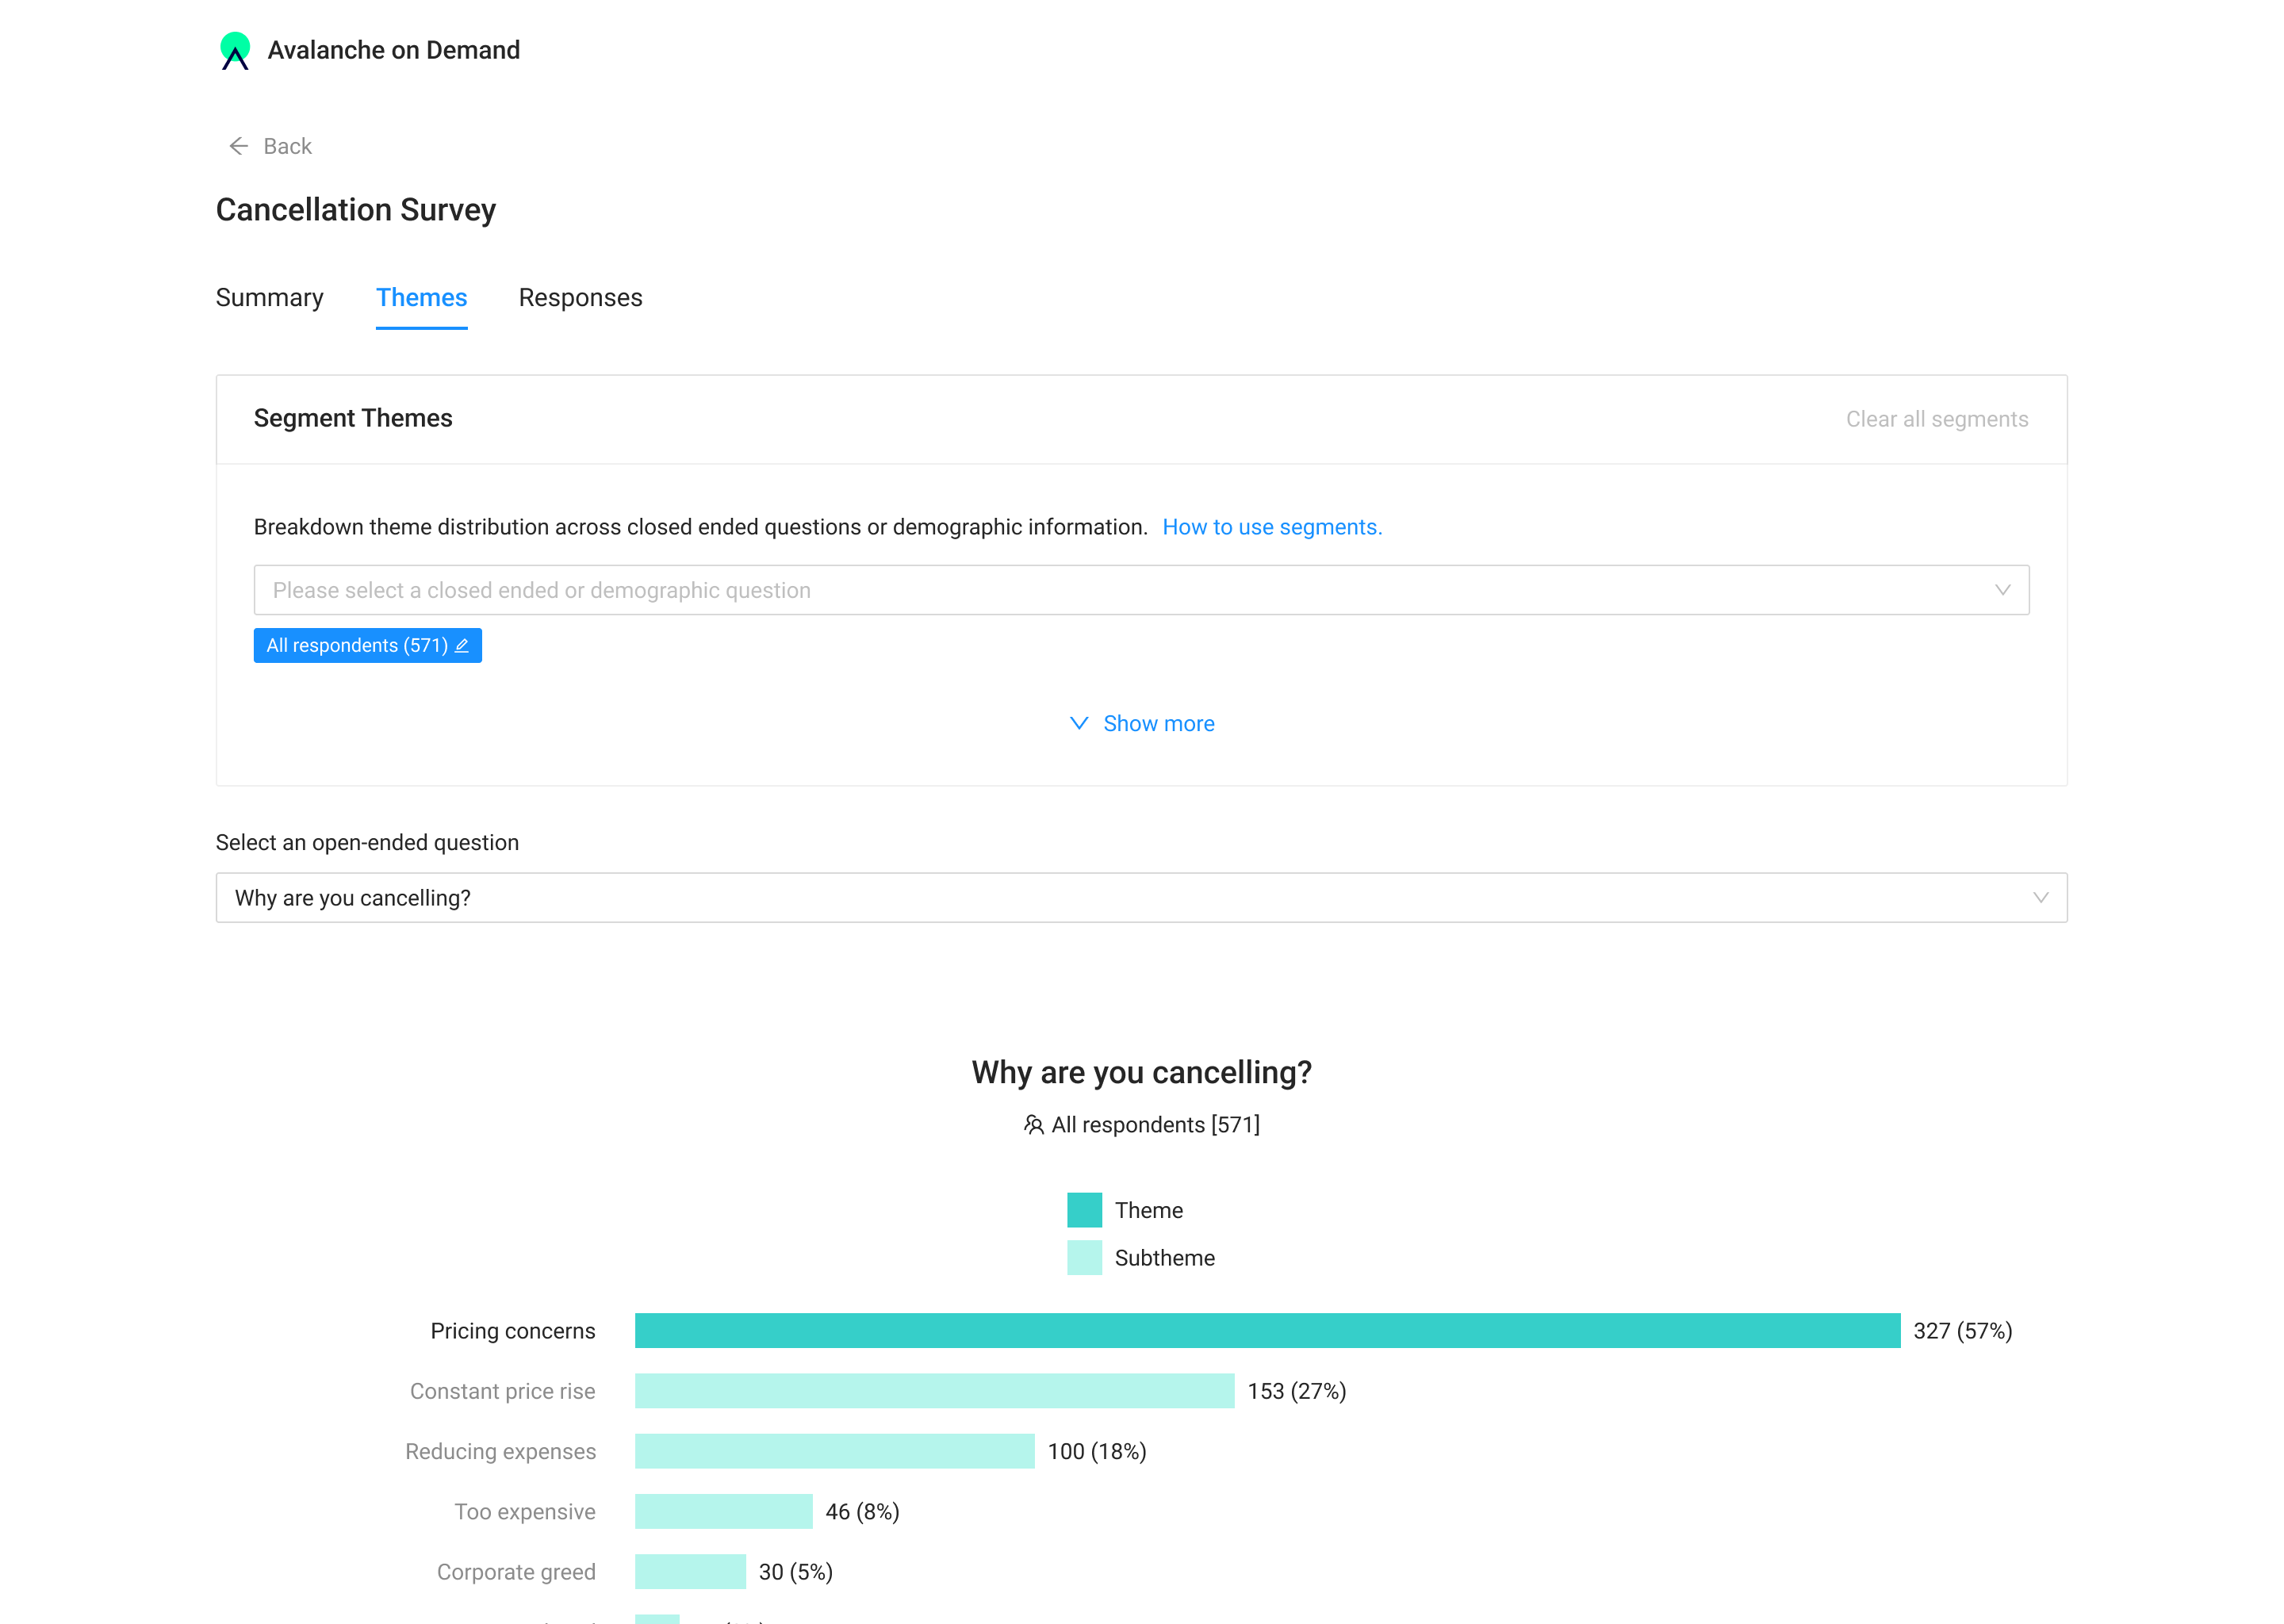 Avalanche on Demand
Back
Cancellation Survey
Summary Themes Responses
Segment Themes Clear all segments
Breakdown theme distribution across closed ended questions or demographic information. How to use segments.
Please select a closed ended or demographic question
All respondents (571)
Show more
Select an open-ended question
Why are you cancelling?
Why are you cancelling?
All respondents [571]
Theme
Subtheme
Pricing concerns 327 (57%)
Constant price rise 153 (27%)
Reducing expenses 100 (18%)
Too expensive 46 (8%)
Corporate greed 30 (5%)